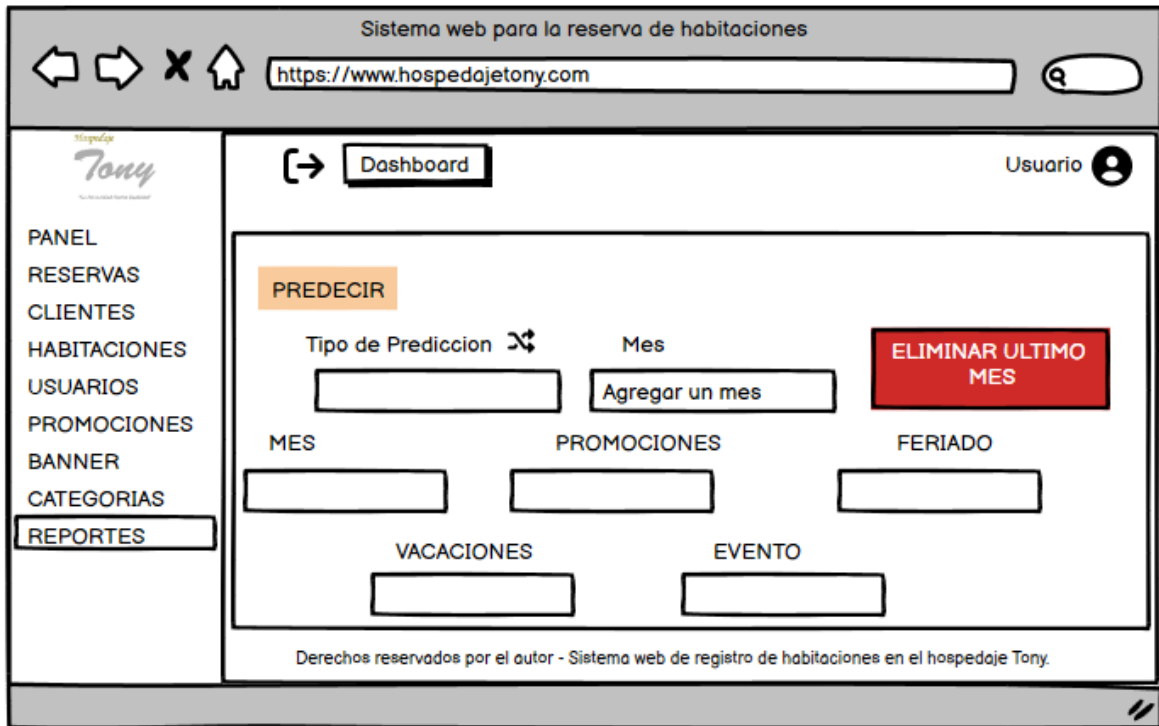 Sistema web para la reserva de habitaciones
https://www.hospedajetony.com
Hospedaje
Tony
Dashboard
Usuario
PANEL
RESERVAS
CLIENTES
HABITACIONES
USUARIOS
PROMOCIONES
BANNER
CATEGORIAS
REPORTES
PREDECIR
Tipo de Prediccion
Mes
Agregar un mes
ELIMINAR ULTIMO
MES
MES
PROMOCIONES
FERIADO
VACACIONES
EVENTO
Derechos reservados por el autor - Sistema web de registro de habitaciones en el hospedaje Tony.